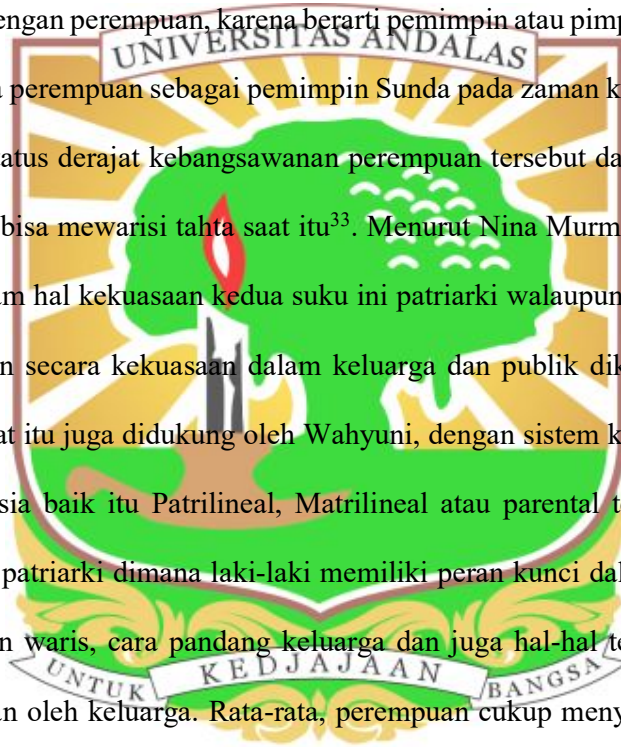 engan perempuan, karena berarti pemimpin atau pimp
UNIVERSITAS ANDALAS
perempuan sebagai pemimpin Sunda pada zaman k
tatus derajat kebangsawanan perempuan tersebut da
bisa mewarisi tahta saat itu³³. Menurut Nina Murm
m hal kekuasaan kedua suku ini patriarki walaupun
n secara kekuasaan dalam keluarga dan publik dik
at itu juga didukung oleh Wahyuni, dengan sistem k
sia baik itu Patrilineal, Matrilineal atau parental t
patriarki dimana laki-laki memiliki peran kunci dal
n waris, cara pandang keluarga dan juga hal-hal te
UNTUK KEDJAJAAN BANGSA
an oleh keluarga. Rata-rata, perempuan cukup meny